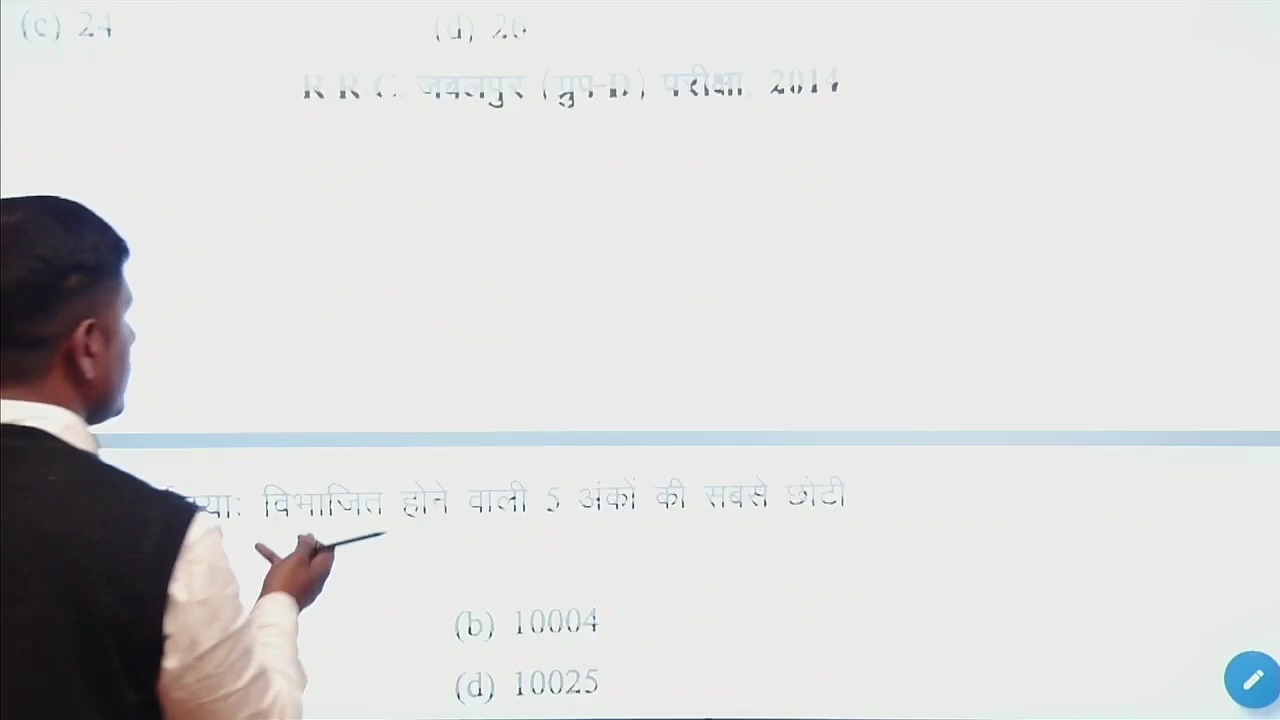 (c) 24 (d) 26
R.R.C. जबलपुर (ग्रुप-D) परीक्षा, 2014
विभाजित होने वाली 5 अंकों की सबसे छोटी
(b) 10004
(d) 10025